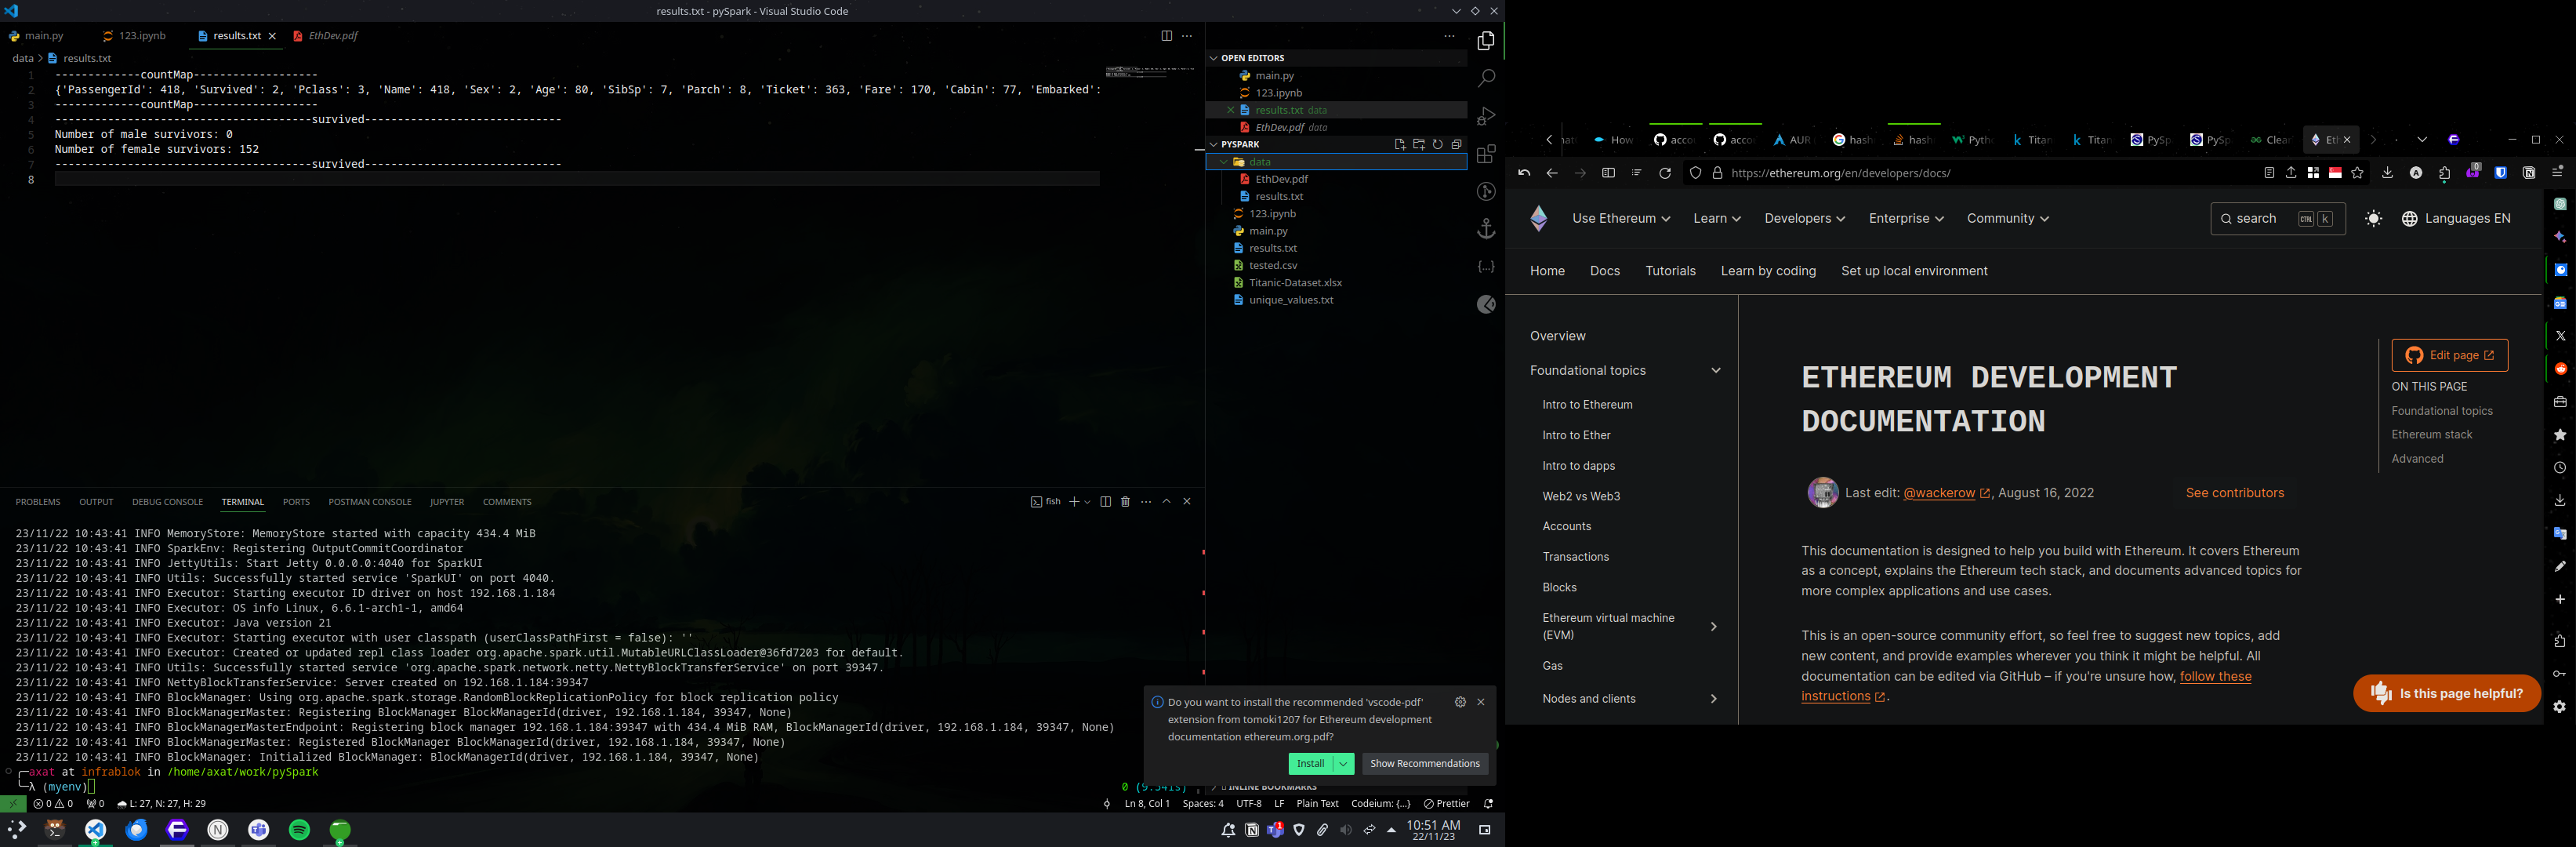 results.txt - pySpark - Visual Studio Code
main.py
123.ipynb
results.txt
EthDev.pdf
data
results.txt
1 -------------countMap-------------------
2 {'PassengerId': 418, 'Survived': 2, 'Pclass': 3, 'Name': 418, 'Sex': 2, 'Age': 80, 'SibSp': 7, 'Parch': 8, 'Ticket': 363, 'Fare': 170, 'Cabin': 77, 'Embarked':
3 -------------countMap-------------------
4 ---------------------------------------survived------------------------------
5 Number of male survivors: 0
6 Number of female survivors: 152
7 ---------------------------------------survived------------------------------
8
OPEN EDITORS
main.py
123.ipynb
results.txt data
EthDev.pdf data
PYSPARK
data
EthDev.pdf
results.txt
123.ipynb
main.py
results.txt
tested.csv
Titanic-Dataset.xlsx
unique_values.txt
PROBLEMS
OUTPUT
DEBUG CONSOLE
TERMINAL
PORTS
POSTMAN CONSOLE
JUPYTER
COMMENTS
fish
23/11/22 10:43:41 INFO MemoryStore: MemoryStore started with capacity 434.4 MiB
23/11/22 10:43:41 INFO SparkEnv: Registering OutputCommitCoordinator
23/11/22 10:43:41 INFO JettyUtils: Start Jetty 0.0.0.0:4040 for SparkUI
23/11/22 10:43:41 INFO Utils: Successfully started service 'SparkUI' on port 4040.
23/11/22 10:43:41 INFO Executor: Starting executor ID driver on host 192.168.1.184
23/11/22 10:43:41 INFO Executor: OS info Linux, 6.6.1-arch1-1, amd64
23/11/22 10:43:41 INFO Executor: Java version 21
23/11/22 10:43:41 INFO Executor: Starting executor with user classpath (userClassPathFirst = false): ''
23/11/22 10:43:41 INFO Executor: Created or updated repl class loader org.apache.spark.util.MutableURLClassLoader@36fd7203 for default.
23/11/22 10:43:41 INFO Utils: Successfully started service 'org.apache.spark.network.netty.NettyBlockTransferService' on port 39347.
23/11/22 10:43:41 INFO NettyBlockTransferService: Server created on 192.168.1.184:39347
23/11/22 10:43:41 INFO BlockManager: Using org.apache.spark.storage.RandomBlockReplicationPolicy for block replication policy
23/11/22 10:43:41 INFO BlockManagerMaster: Registering BlockManager BlockManagerId(driver, 192.168.1.184, 39347, None)
23/11/22 10:43:41 INFO BlockManagerMasterEndpoint: Registering block manager 192.168.1.184:39347 with 434.4 MiB RAM, BlockManagerId(driver, 192.168.1.184, 39347, None)
23/11/22 10:43:41 INFO BlockManagerMaster: Registered BlockManager BlockManagerId(driver, 192.168.1.184, 39347, None)
23/11/22 10:43:41 INFO BlockManager: Initialized BlockManager: BlockManagerId(driver, 192.168.1.184, 39347, None)
axat at infrablok in /home/axat/work/pySpark
λ (myenv)
Do you want to install the recommended 'vscode-pdf'
extension from tomoki1207 for Ethereum development
documentation ethereum.org.pdf?
Install
Show Recommendations
INLINE BOOKMARKS
0 0 0 L: 27, N: 27, H: 29
Ln 8, Col 1 Spaces: 4 UTF-8 LF Plain Text Codeium: {...} Prettier
10:51 AM
22/11/23
How
acco
acco
AUR
hash
hash
Pyth
Titan
Titan
PySp
PySp
Clea
Eth
https://ethereum.org/en/developers/docs/
Use Ethereum
Learn
Developers
Enterprise
Community
search CTRL k
Languages EN
Home
Docs
Tutorials
Learn by coding
Set up local environment
Overview
Foundational topics
Intro to Ethereum
Intro to Ether
Intro to dapps
Web2 vs Web3
Accounts
Transactions
Blocks
Ethereum virtual machine
(EVM)
Gas
Nodes and clients
ETHEREUM DEVELOPMENT
DOCUMENTATION
Last edit: @wackerow, August 16, 2022
See contributors
This documentation is designed to help you build with Ethereum. It covers Ethereum
as a concept, explains the Ethereum tech stack, and documents advanced topics for
more complex applications and use cases.
This is an open-source community effort, so feel free to suggest new topics, add
new content, and provide examples wherever you think it might be helpful. All
documentation can be edited via GitHub – if you're unsure how, follow these
instructions.
Edit page
ON THIS PAGE
Foundational topics
Ethereum stack
Advanced
Is this page helpful?